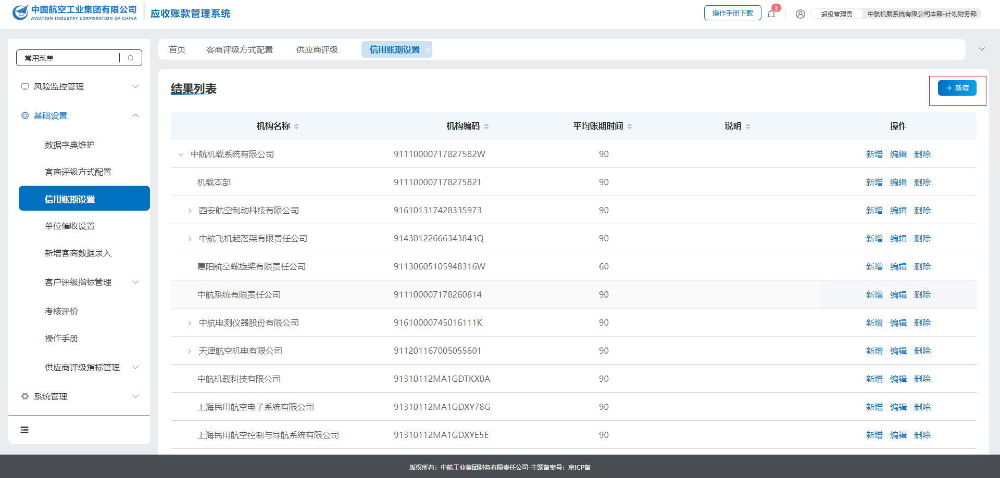 中国航空工业集团有限公司
AVIATION INDUSTRY CORPORATION OF CHINA
应收账款管理系统
操作手册下载
3
超级管理员
中航机载系统有限公司本部-计划财务部
常用菜单
风险监控管理
基础设置
数据字典维护
客商评级方式配置
信用账期设置
单位催收设置
新增客商数据录入
客户评级指标管理
考核评价
操作手册
供应商评级指标管理
系统管理
首页 客商评级方式配置 供应商评级 信用账期设置
结果列表
新增
机构名称 机构编码 平均账期时间 说明 操作
中航机载系统有限公司 91110000717827582W 90 新增 编辑 删除
机载本部 911100007178275821 90 新增 编辑 删除
西安航空制动科技有限公司 916101317428335973 90 新增 编辑 删除
中航飞机起落架有限责任公司 91430122666343843Q 90 新增 编辑 删除
惠阳航空螺旋桨有限责任公司 91130605105948316W 60 新增 编辑 删除
中航系统有限责任公司 911100007178260614 90 新增 编辑 删除
中航电测仪器股份有限公司 91610000745016111K 90 新增 编辑 删除
天津航空机电有限公司 911201167005055601 90 新增 编辑 删除
中航机载科技有限公司 91310112MA1GDTKX0A 90 新增 编辑 删除
上海民用航空电子系统有限公司 91310112MA1GDXY78G 90 新增 编辑 删除
上海民用航空控制与导航系统有限公司 91310112MA1GDXYE5E 90 新增 编辑 删除
版权所有：中航工业集团财务有限责任公司-主题备案号：京ICP备